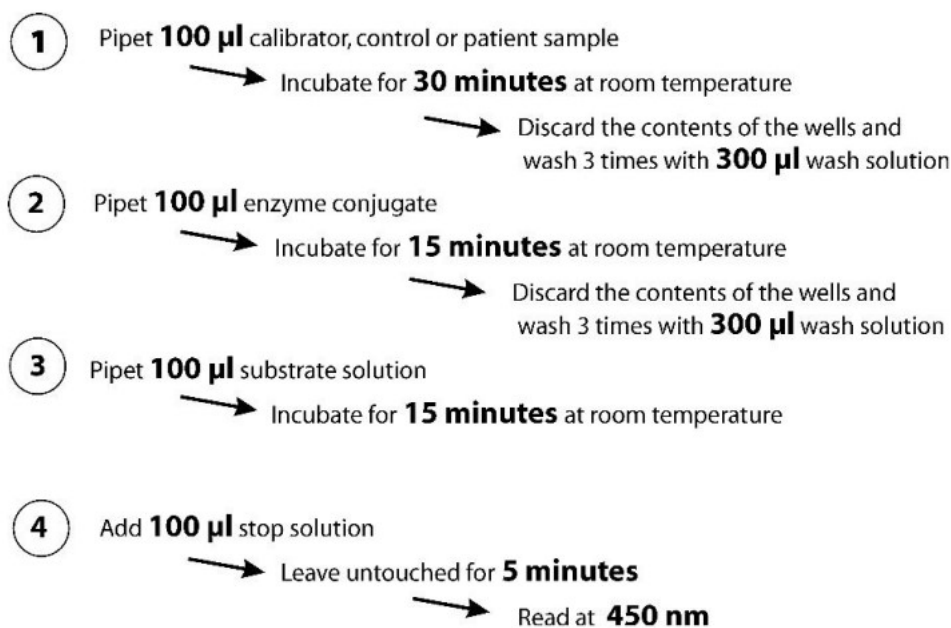 1 Pipet 100 µl calibrator, control or patient sample
Incubate for 30 minutes at room temperature
Discard the contents of the wells and
wash 3 times with 300 µl wash solution
2 Pipet 100 µl enzyme conjugate
Incubate for 15 minutes at room temperature
Discard the contents of the wells and
wash 3 times with 300 µl wash solution
3 Pipet 100 µl substrate solution
Incubate for 15 minutes at room temperature
4 Add 100 µl stop solution
Leave untouched for 5 minutes
Read at 450 nm